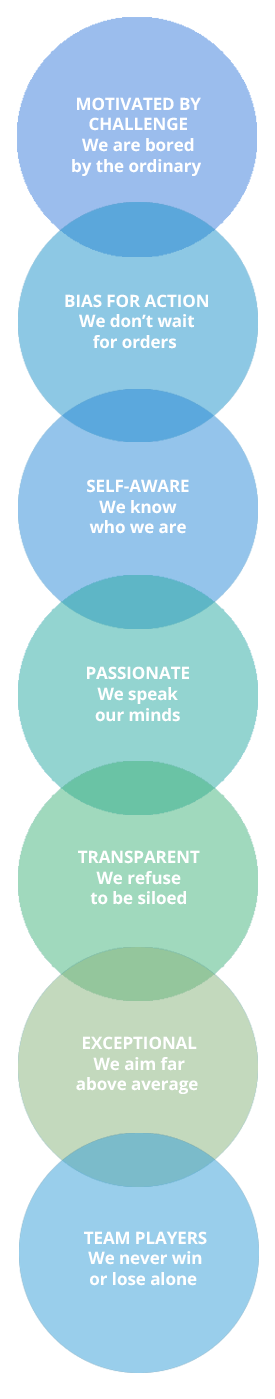 MOTIVATED BY
CHALLENGE
We are bored
by the ordinary
BIAS FOR ACTION
We don’t wait
for orders
SELF-AWARE
We know
who we are
PASSIONATE
We speak
our minds
TRANSPARENT
We refuse
to be siloed
EXCEPTIONAL
We aim far
above average
TEAM PLAYERS
We never win
or lose alone